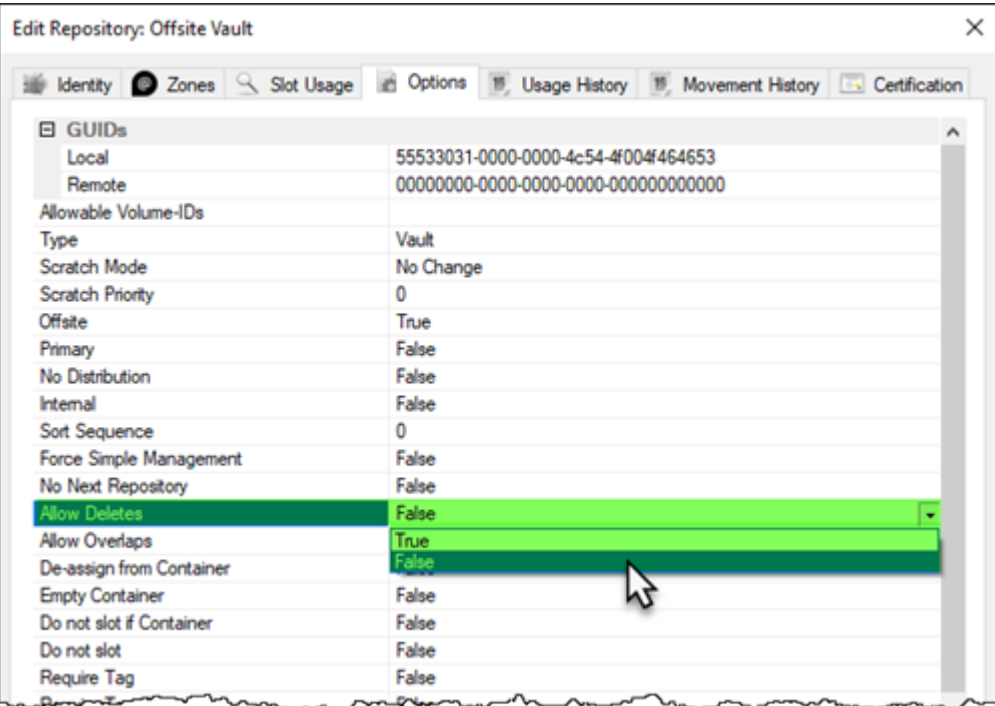 Edit Repository: Offsite Vault
Identity Zones Slot Usage Options Usage History Movement History Certification
GUIDs
Local 55533031-0000-0000-4c54-4f004f464653
Remote 00000000-0000-0000-0000-000000000000
Allowable Volume-IDs
Type Vault
Scratch Mode No Change
Scratch Priority 0
Offsite True
Primary False
No Distribution False
Internal False
Sort Sequence 0
Force Simple Management False
No Next Repository False
Allow Deletes False
Allow Overlaps True
De-assign from Container False
Empty Container False
Do not slot if Container False
Do not slot False
Require Tag False